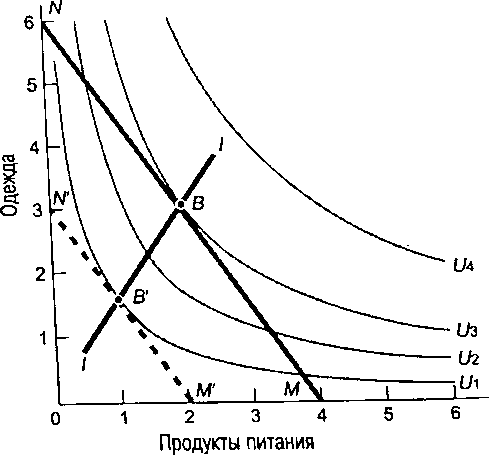 6
N
5
4
I
Одежда
N'
3
B
U4
2
B'
U3
1
U2
I
M'
M
U1
0 1 2 3 4 5 6
Продукты питания